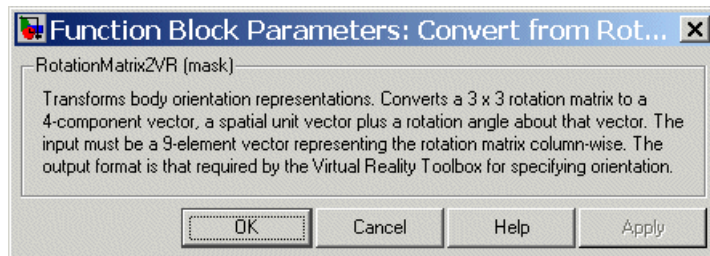 Function Block Parameters: Convert from Rot...
RotationMatrix2VR (mask)
Transforms body orientation representations. Converts a 3 x 3 rotation matrix to a
4-component vector, a spatial unit vector plus a rotation angle about that vector. The
input must be a 9-element vector representing the rotation matrix column-wise. The
output format is that required by the Virtual Reality Toolbox for specifying orientation.
OK Cancel Help Apply